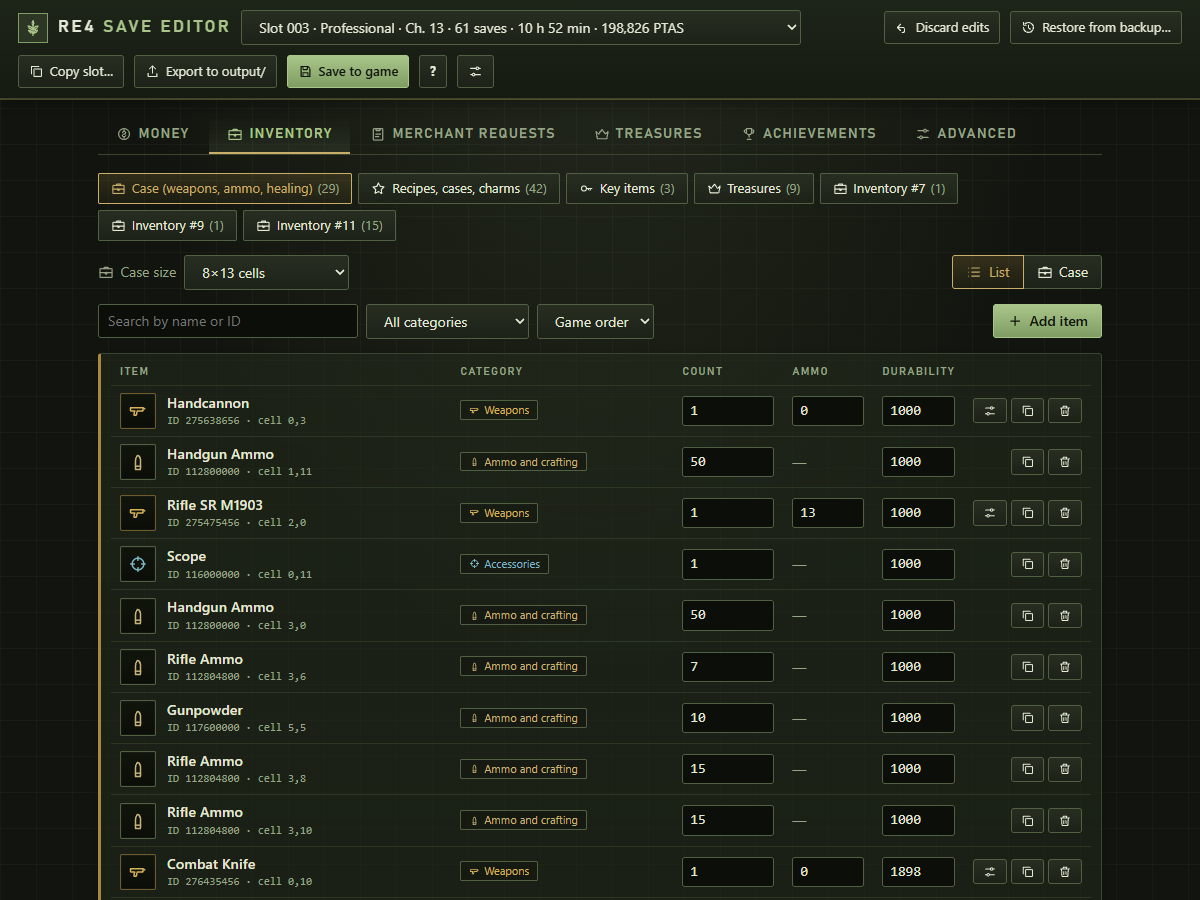 RE4 SAVE EDITOR
Slot 003 · Professional · Ch. 13 · 61 saves · 10 h 52 min · 198,826 PTAS
Discard edits
Restore from backup...
Copy slot...
Export to output/
Save to game
?
MONEY
INVENTORY
MERCHANT REQUESTS
TREASURES
ACHIEVEMENTS
ADVANCED
Case (weapons, ammo, healing) (29)
Recipes, cases, charms (42)
Key items (3)
Treasures (9)
Inventory #7 (1)
Inventory #9 (1)
Inventory #11 (15)
Case size
8×13 cells
List
Case
Search by name or ID
All categories
Game order
+ Add item
ITEM CATEGORY COUNT AMMO DURABILITY
Handcannon
ID 275638656 · cell 0,3
Weapons
1 0 1000
Handgun Ammo
ID 112800000 · cell 1,11
Ammo and crafting
50 — 1000
Rifle SR M1903
ID 275475456 · cell 2,0
Weapons
1 13 1000
Scope
ID 116000000 · cell 0,11
Accessories
1 — 1000
Handgun Ammo
ID 112800000 · cell 3,0
Ammo and crafting
50 — 1000
Rifle Ammo
ID 112804800 · cell 3,6
Ammo and crafting
7 — 1000
Gunpowder
ID 117600000 · cell 5,5
Ammo and crafting
10 — 1000
Rifle Ammo
ID 112804800 · cell 3,8
Ammo and crafting
15 — 1000
Rifle Ammo
ID 112804800 · cell 3,10
Ammo and crafting
15 — 1000
Combat Knife
ID 276435456 · cell 0,10
Weapons
1 0 1898